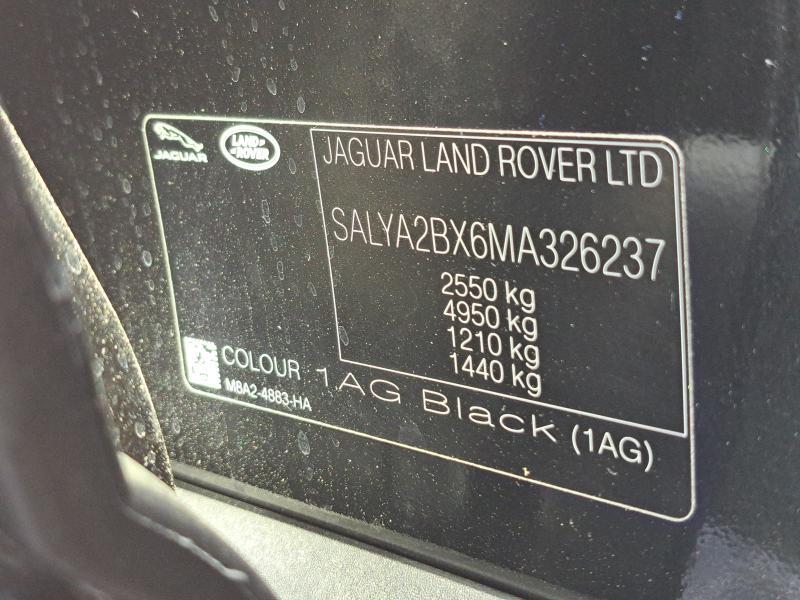 JAGUAR
LAND
ROVER
JAGUAR LAND ROVER LTD
SALYA2BX6MA326237
2550 kg
4950 kg
1210 kg
1440 kg
COLOUR
1AG Black (1AG)
M8A2-4883-HA